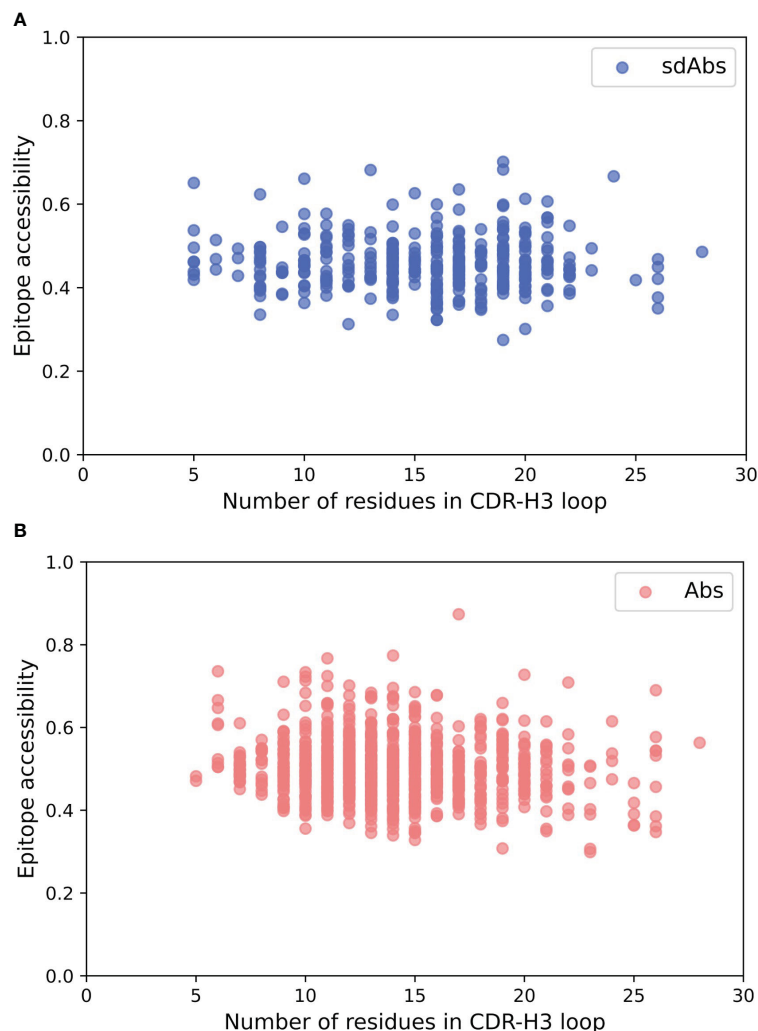 A
1.0
sdAbs
0.8
0.6
0.4
0.2
0.0
Epitope accessibility
0 5 10 15 20 25 30
Number of residues in CDR-H3 loop
B
1.0
Abs
0.8
0.6
0.4
0.2
0.0
Epitope accessibility
0 5 10 15 20 25 30
Number of residues in CDR-H3 loop